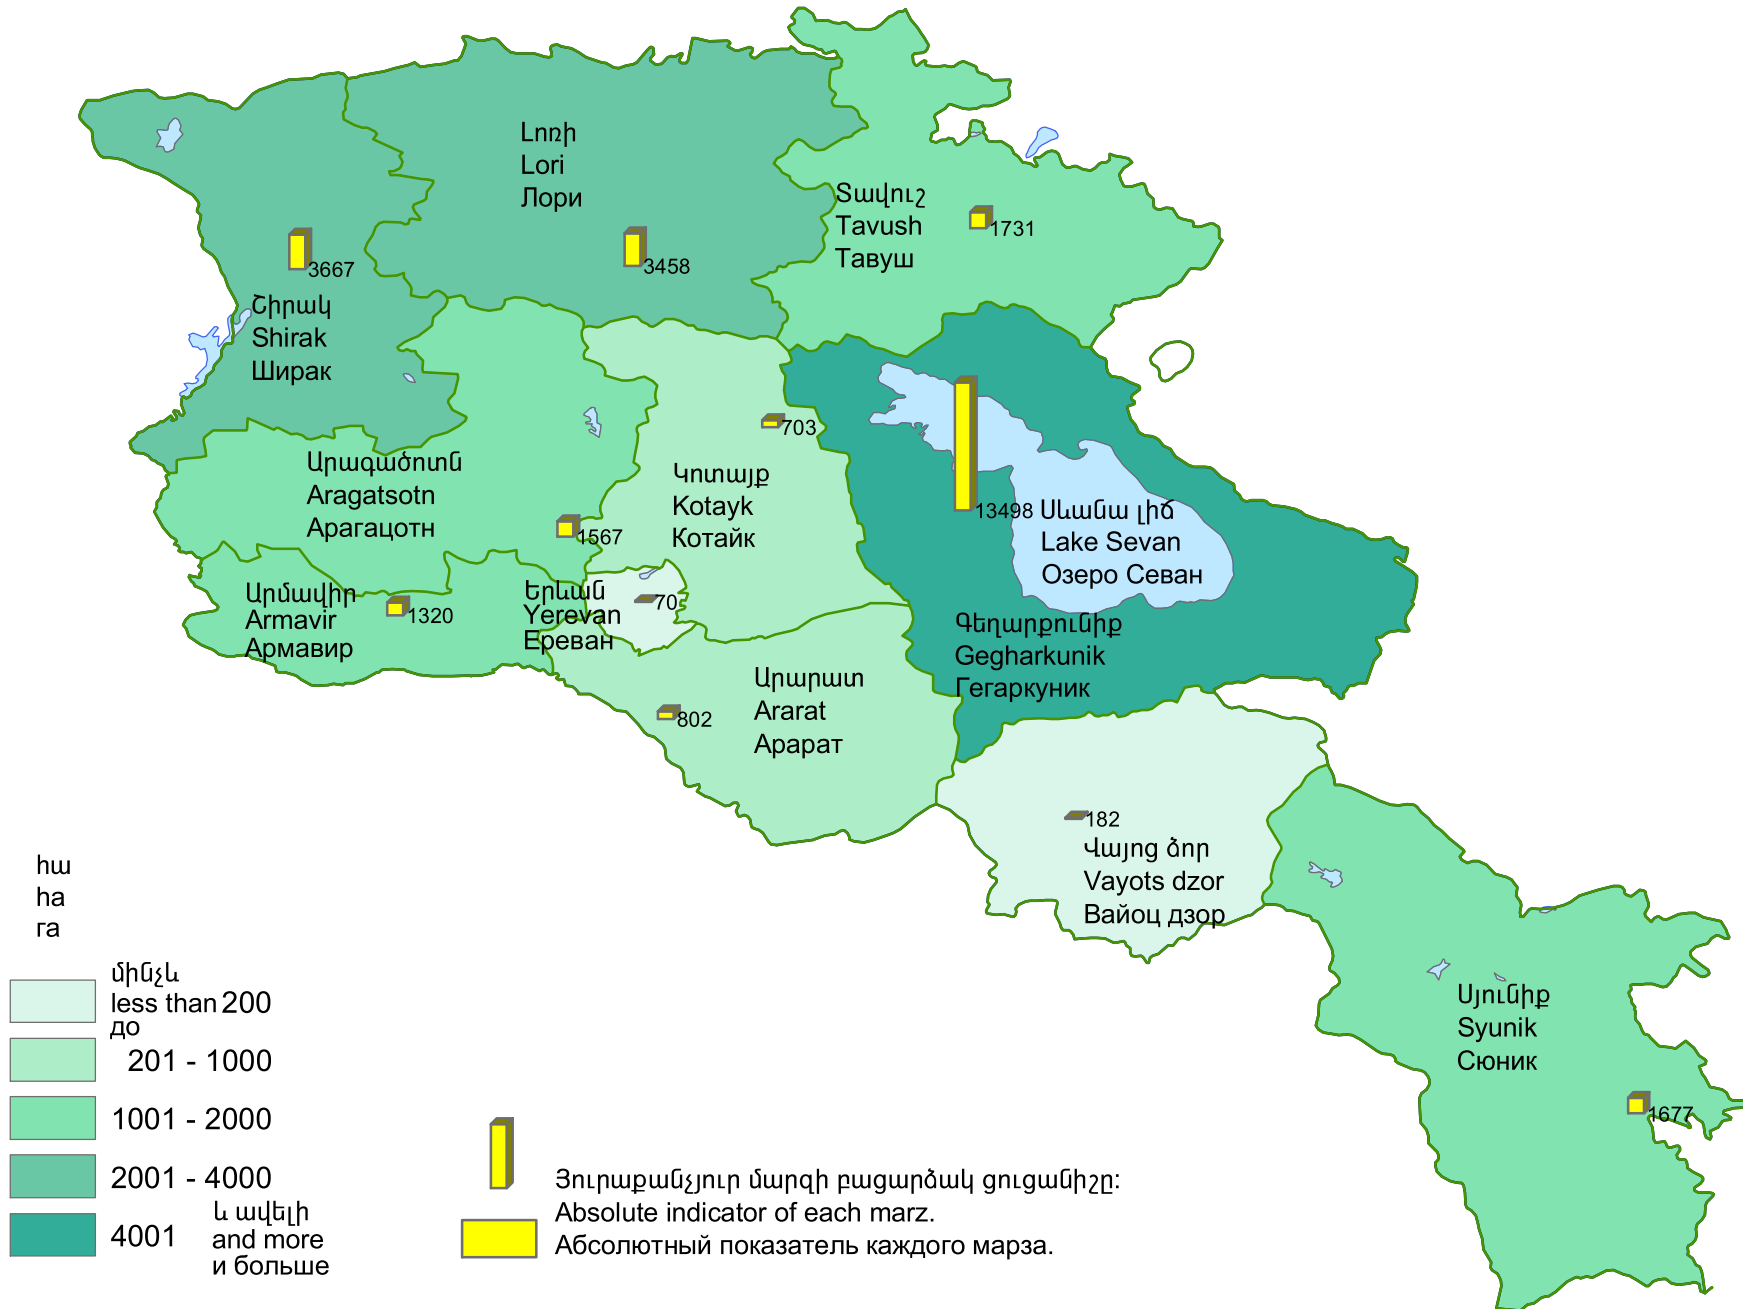 Լոռի
Lori
Лори
3458
Տավուշ
Tavush
Тавуш
1731
3667
Շիրակ
Shirak
Ширак
Արագածոտն
Aragatsotn
Арагацотн
1567
703
Կոտայք
Kotayk
Котайк
13498
Սևանա լիճ
Lake Sevan
Озеро Севан
Գեղարքունիք
Gegharkunik
Гегаркуник
Արմավիր
Armavir
Армавир
1320
Երևան
Yerevan
Ереван
70
Արարատ
Ararat
Арарат
802
182
Վայոց ձոր
Vayots dzor
Вайоц дзор
Սյունիք
Syunik
Сюник
1677
հա
ha
га
մինչև
less than 200
до
201 - 1000
1001 - 2000
2001 - 4000
և ավելի
4001 and more
и больше
Յուրաքանչյուր մարզի բացարձակ ցուցանիշը:
Absolute indicator of each marz.
Абсолютный показатель каждого марза.